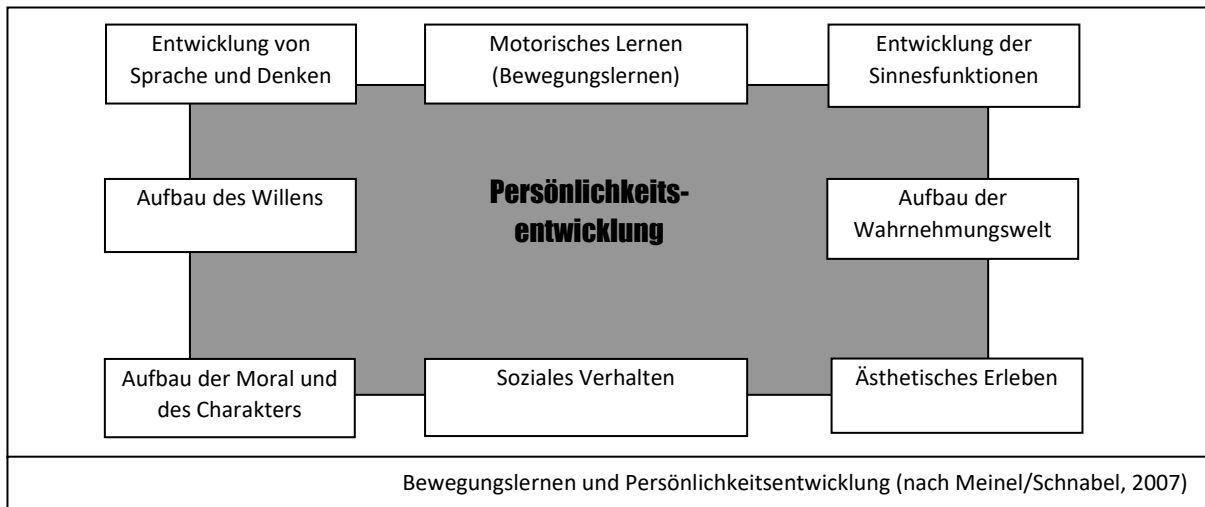 Entwicklung von
Sprache und Denken
Motorisches Lernen
(Bewegungslernen)
Entwicklung der
Sinnesfunktionen
Aufbau des Willens
Persönlichkeits-
entwicklung
Aufbau der
Wahrnehmungswelt
Aufbau der Moral und
des Charakters
Soziales Verhalten
Ästhetisches Erleben
Bewegungslernen und Persönlichkeitsentwicklung (nach Meinel/Schnabel, 2007)